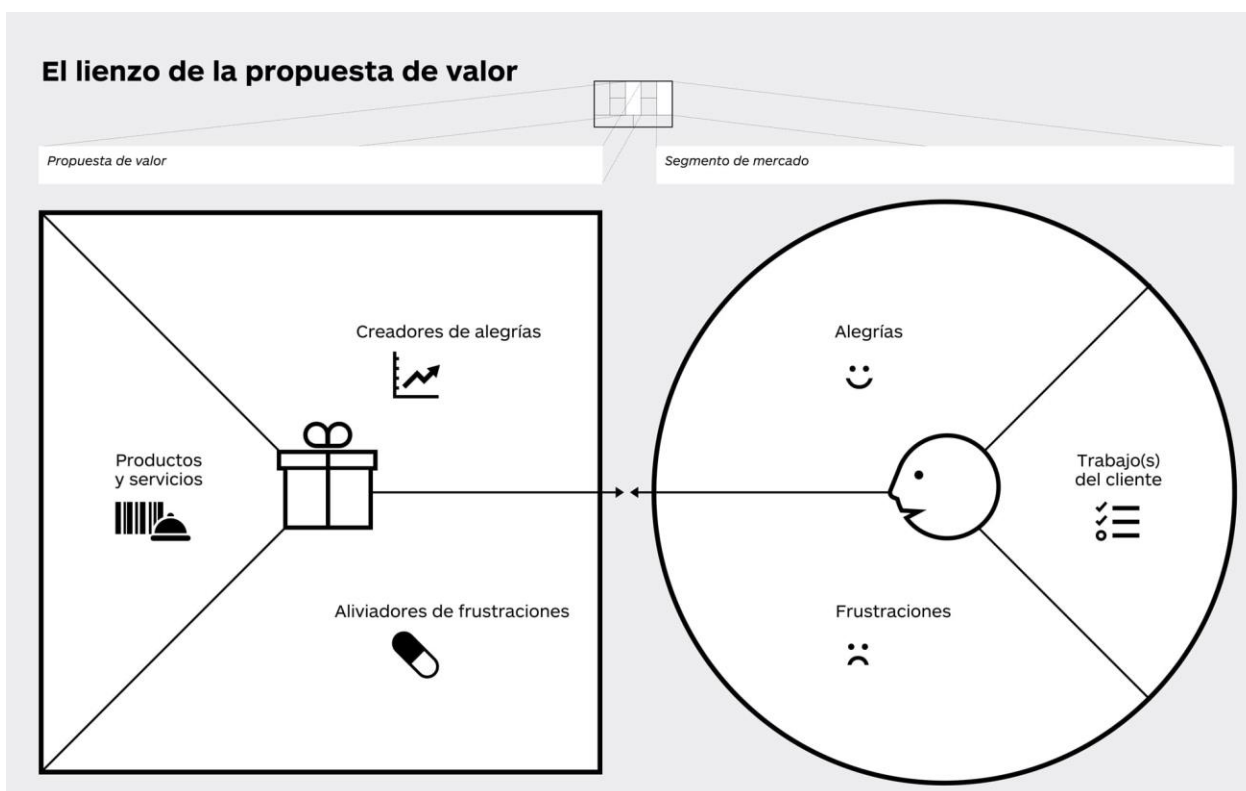 El lienzo de la propuesta de valor
Propuesta de valor
Segmento de mercado
Creadores de alegrías
Productos
y servicios
Aliviadores de frustraciones
Alegrías
Trabajo(s)
del cliente
Frustraciones